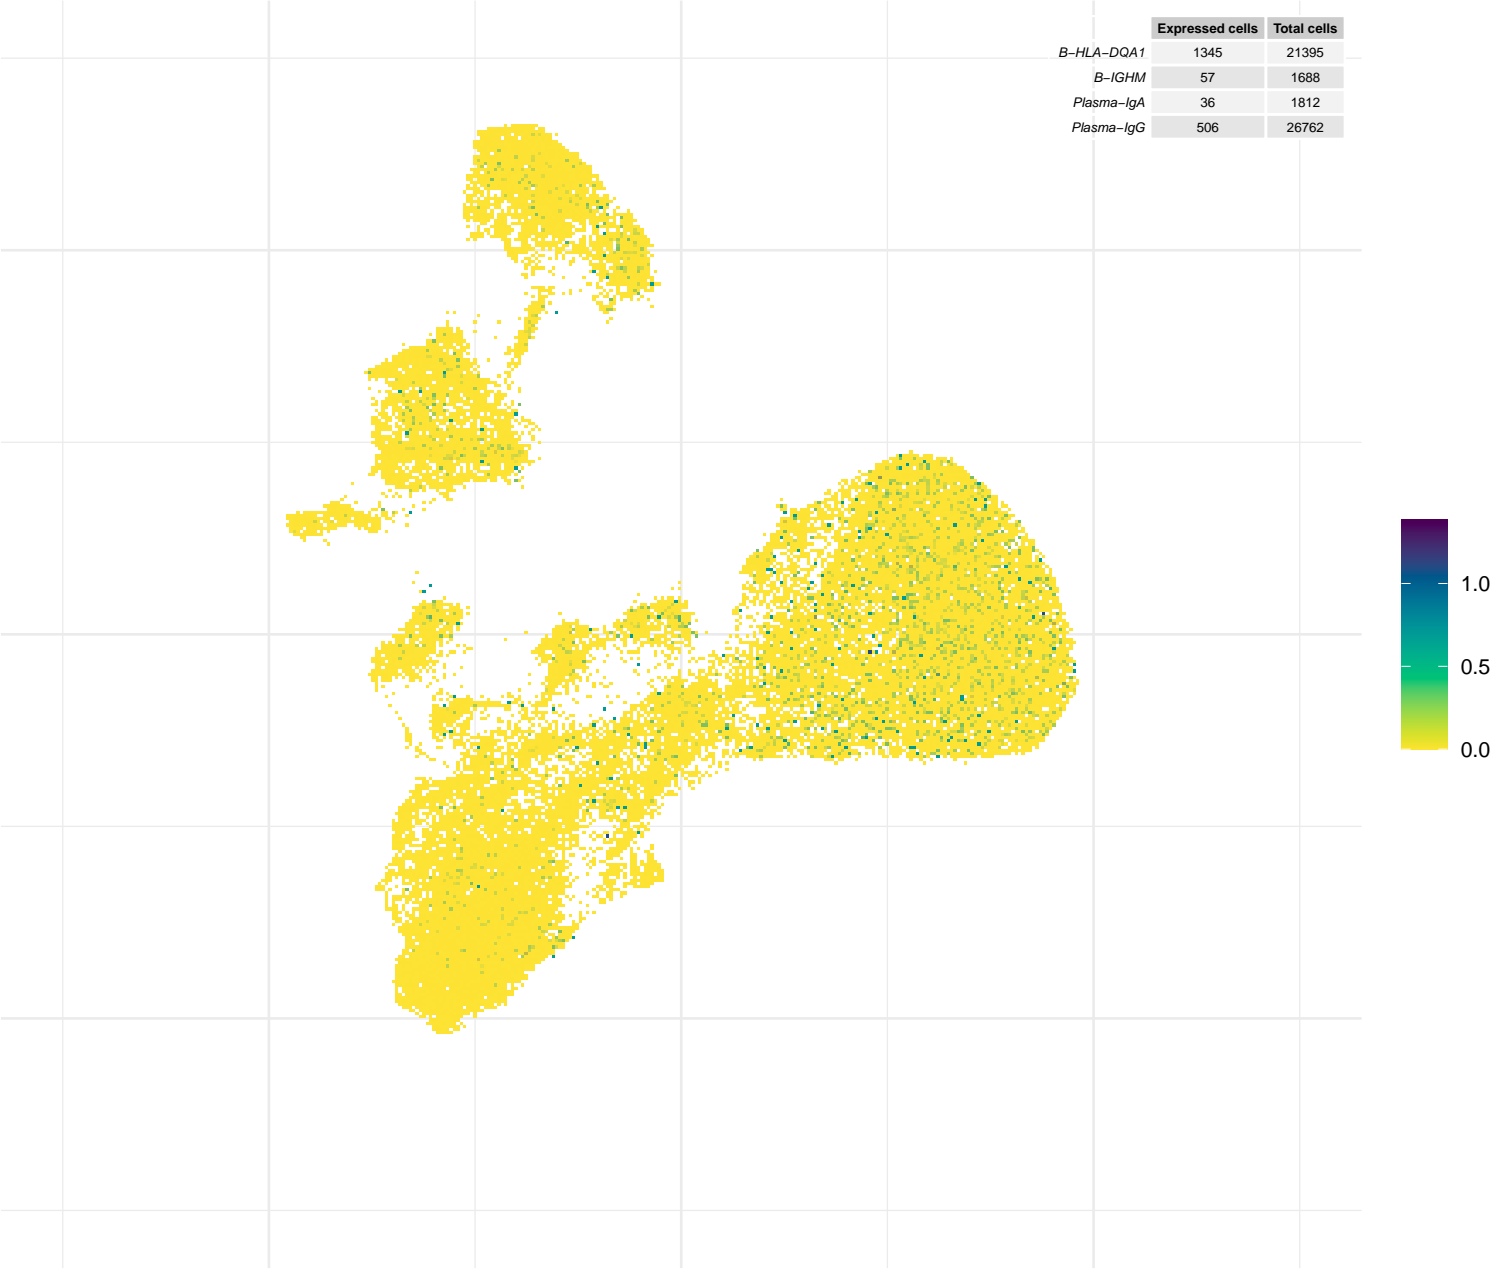 Expressed cells Total cells
B−HLA−DQA1 1345 21395
B−IGHM 57 1688
Plasma−IgA 36 1812
Plasma−IgG 506 26762
1.0
0.5
0.0